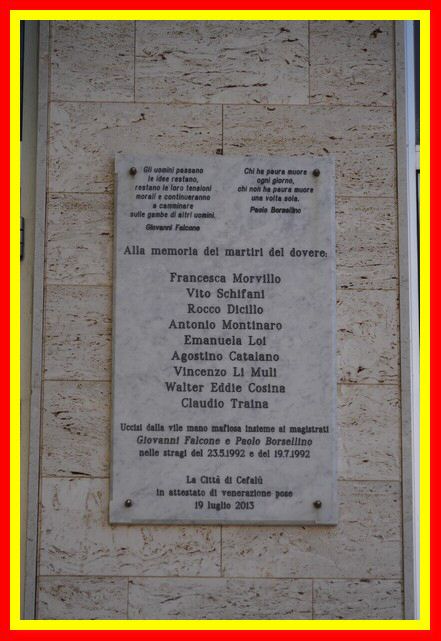 Gli uomini passano
le idee restano,
restano le loro tensioni
morali e continueranno
a camminare
sulle gambe di altri uomini.
Giovanni Falcone
Chi ha paura muore
ogni giorno,
chi non ha paura muore
una volta sola.
Paolo Borsellino
Alla memoria dei martiri del dovere:
Francesca Morvillo
Vito Schifani
Rocco Dicillo
Antonio Montinaro
Emanuela Loi
Agostino Catalano
Vincenzo Li Muli
Walter Eddie Cosina
Claudio Traina
Uccisi dalla vile mano mafiosa insieme ai magistrati
Giovanni Falcone e Paolo Borsellino
nelle stragi del 23.5.1992 e del 19.7.1992
La Città di Cefalù
in attestato di venerazione pose
19 luglio 2013